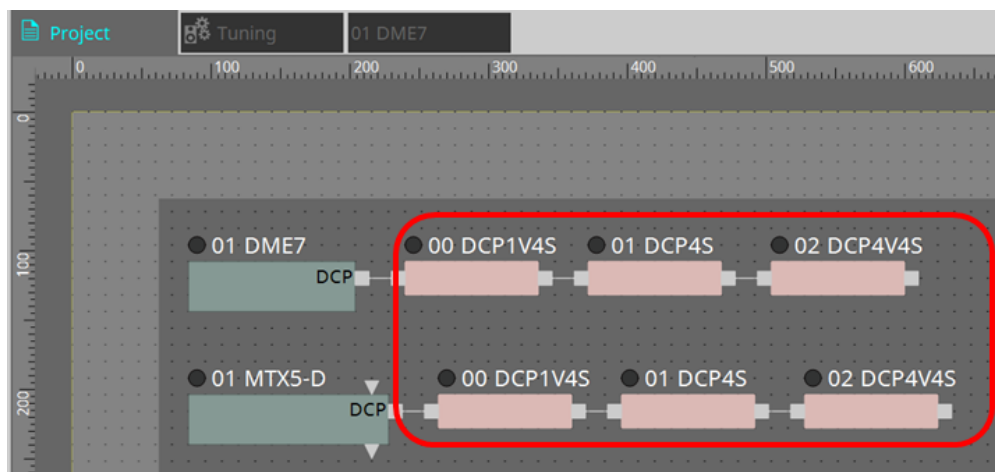 Project Tuning 01 DME7
0 100 200 300 400 500 600
0
100
200
01 DME7 00 DCP1V4S 01 DCP4S 02 DCP4V4S
DCP
01 MTX5-D 00 DCP1V4S 01 DCP4S 02 DCP4V4S
DCP